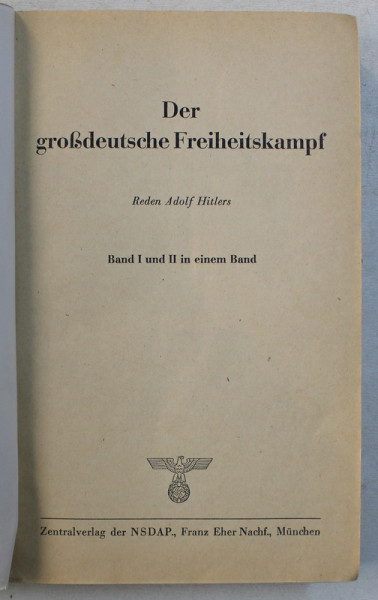 Der
großdeutsche Freiheitskampf
Reden Adolf Hitlers
Band I und II in einem Band
Zentralverlag der NSDAP., Franz Eher Nachf., München